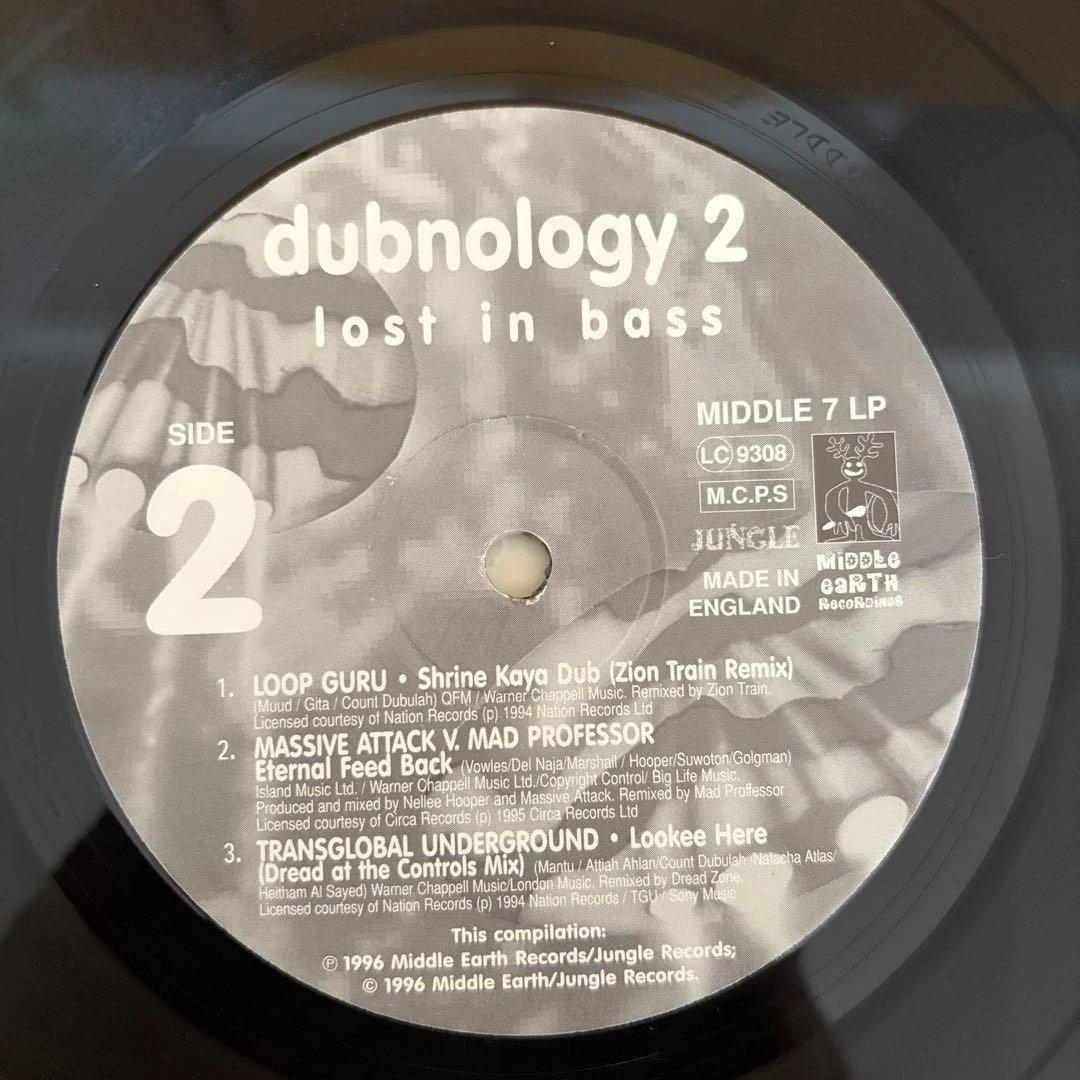 DDLE 7
dubnology 2
lost in bass
SIDE
2
MIDDLE 7 LP
LC 9308
M.C.P.S
JUNGLE
MIDDLE
EARTH
RECORDINGS
MADE IN
ENGLAND
1. LOOP GURU • Shrine Kaya Dub (Zion Train Remix)
(Muud / Gita / Count Dubulah) QFM / Warner Chappell Music. Remixed by Zion Train.
Licensed courtesy of Nation Records (p) 1994 Nation Records Ltd
2. MASSIVE ATTACK V. MAD PROFESSOR
Eternal Feed Back (Vowles/Del Naja/Marshall / Hooper/Suwoton/Golgman)
Island Music Ltd. / Warner Chappell Music Ltd./Copyright Control/ Big Life Music.
Produced and mixed by Nellee Hooper and Massive Attack. Remixed by Mad Proffessor
Licensed courtesy of Circa Records (p) 1995 Circa Records Ltd
3. TRANSGLOBAL UNDERGROUND • Lookee Here
(Dread at the Controls Mix) (Mantu / Attiah Ahlan/Count Dubulah /Natacha Atlas/
Heitham Al Sayed) Warner Chappell Music/London Music. Remixed by Dread Zone.
Licensed courtesy of Nation Records (p) 1994 Nation Records / TGU / Sony Music
This compilation:
℗ 1996 Middle Earth Records/Jungle Records;
© 1996 Middle Earth/Jungle Records.